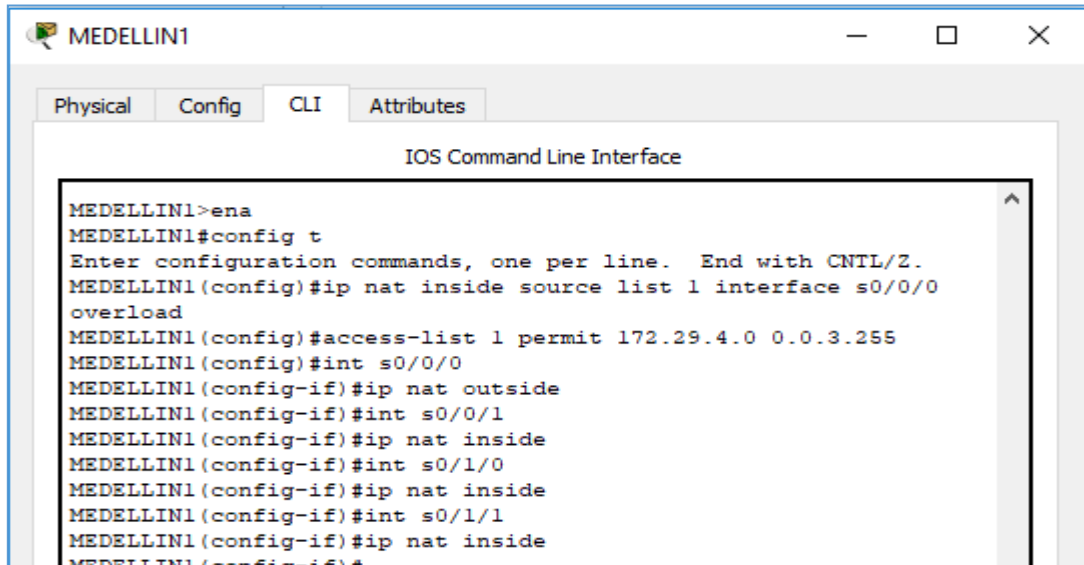 MEDELLIN1
Physical Config CLI Attributes
IOS Command Line Interface
MEDELLIN1>ena
MEDELLIN1#config t
Enter configuration commands, one per line.  End with CNTL/Z.
MEDELLIN1(config)#ip nat inside source list 1 interface s0/0/0
overload
MEDELLIN1(config)#access-list 1 permit 172.29.4.0 0.0.3.255
MEDELLIN1(config)#int s0/0/0
MEDELLIN1(config-if)#ip nat outside
MEDELLIN1(config-if)#int s0/0/1
MEDELLIN1(config-if)#ip nat inside
MEDELLIN1(config-if)#int s0/1/0
MEDELLIN1(config-if)#ip nat inside
MEDELLIN1(config-if)#int s0/1/1
MEDELLIN1(config-if)#ip nat inside
MEDELLIN1(config-if)#